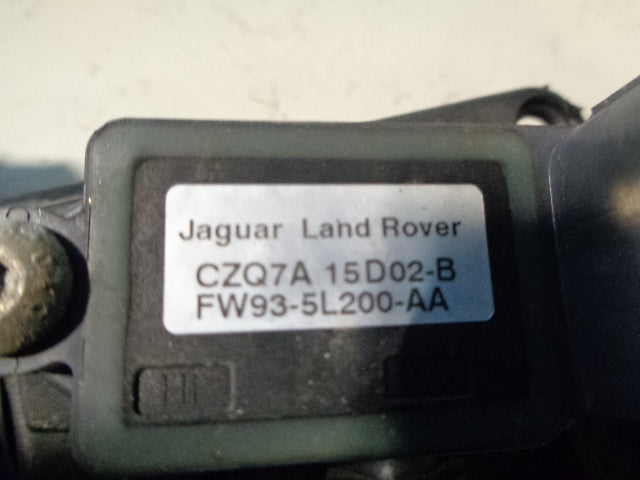 Jaguar Land Rover
CZQ7A 15D02-B
FW93-5L200-AA